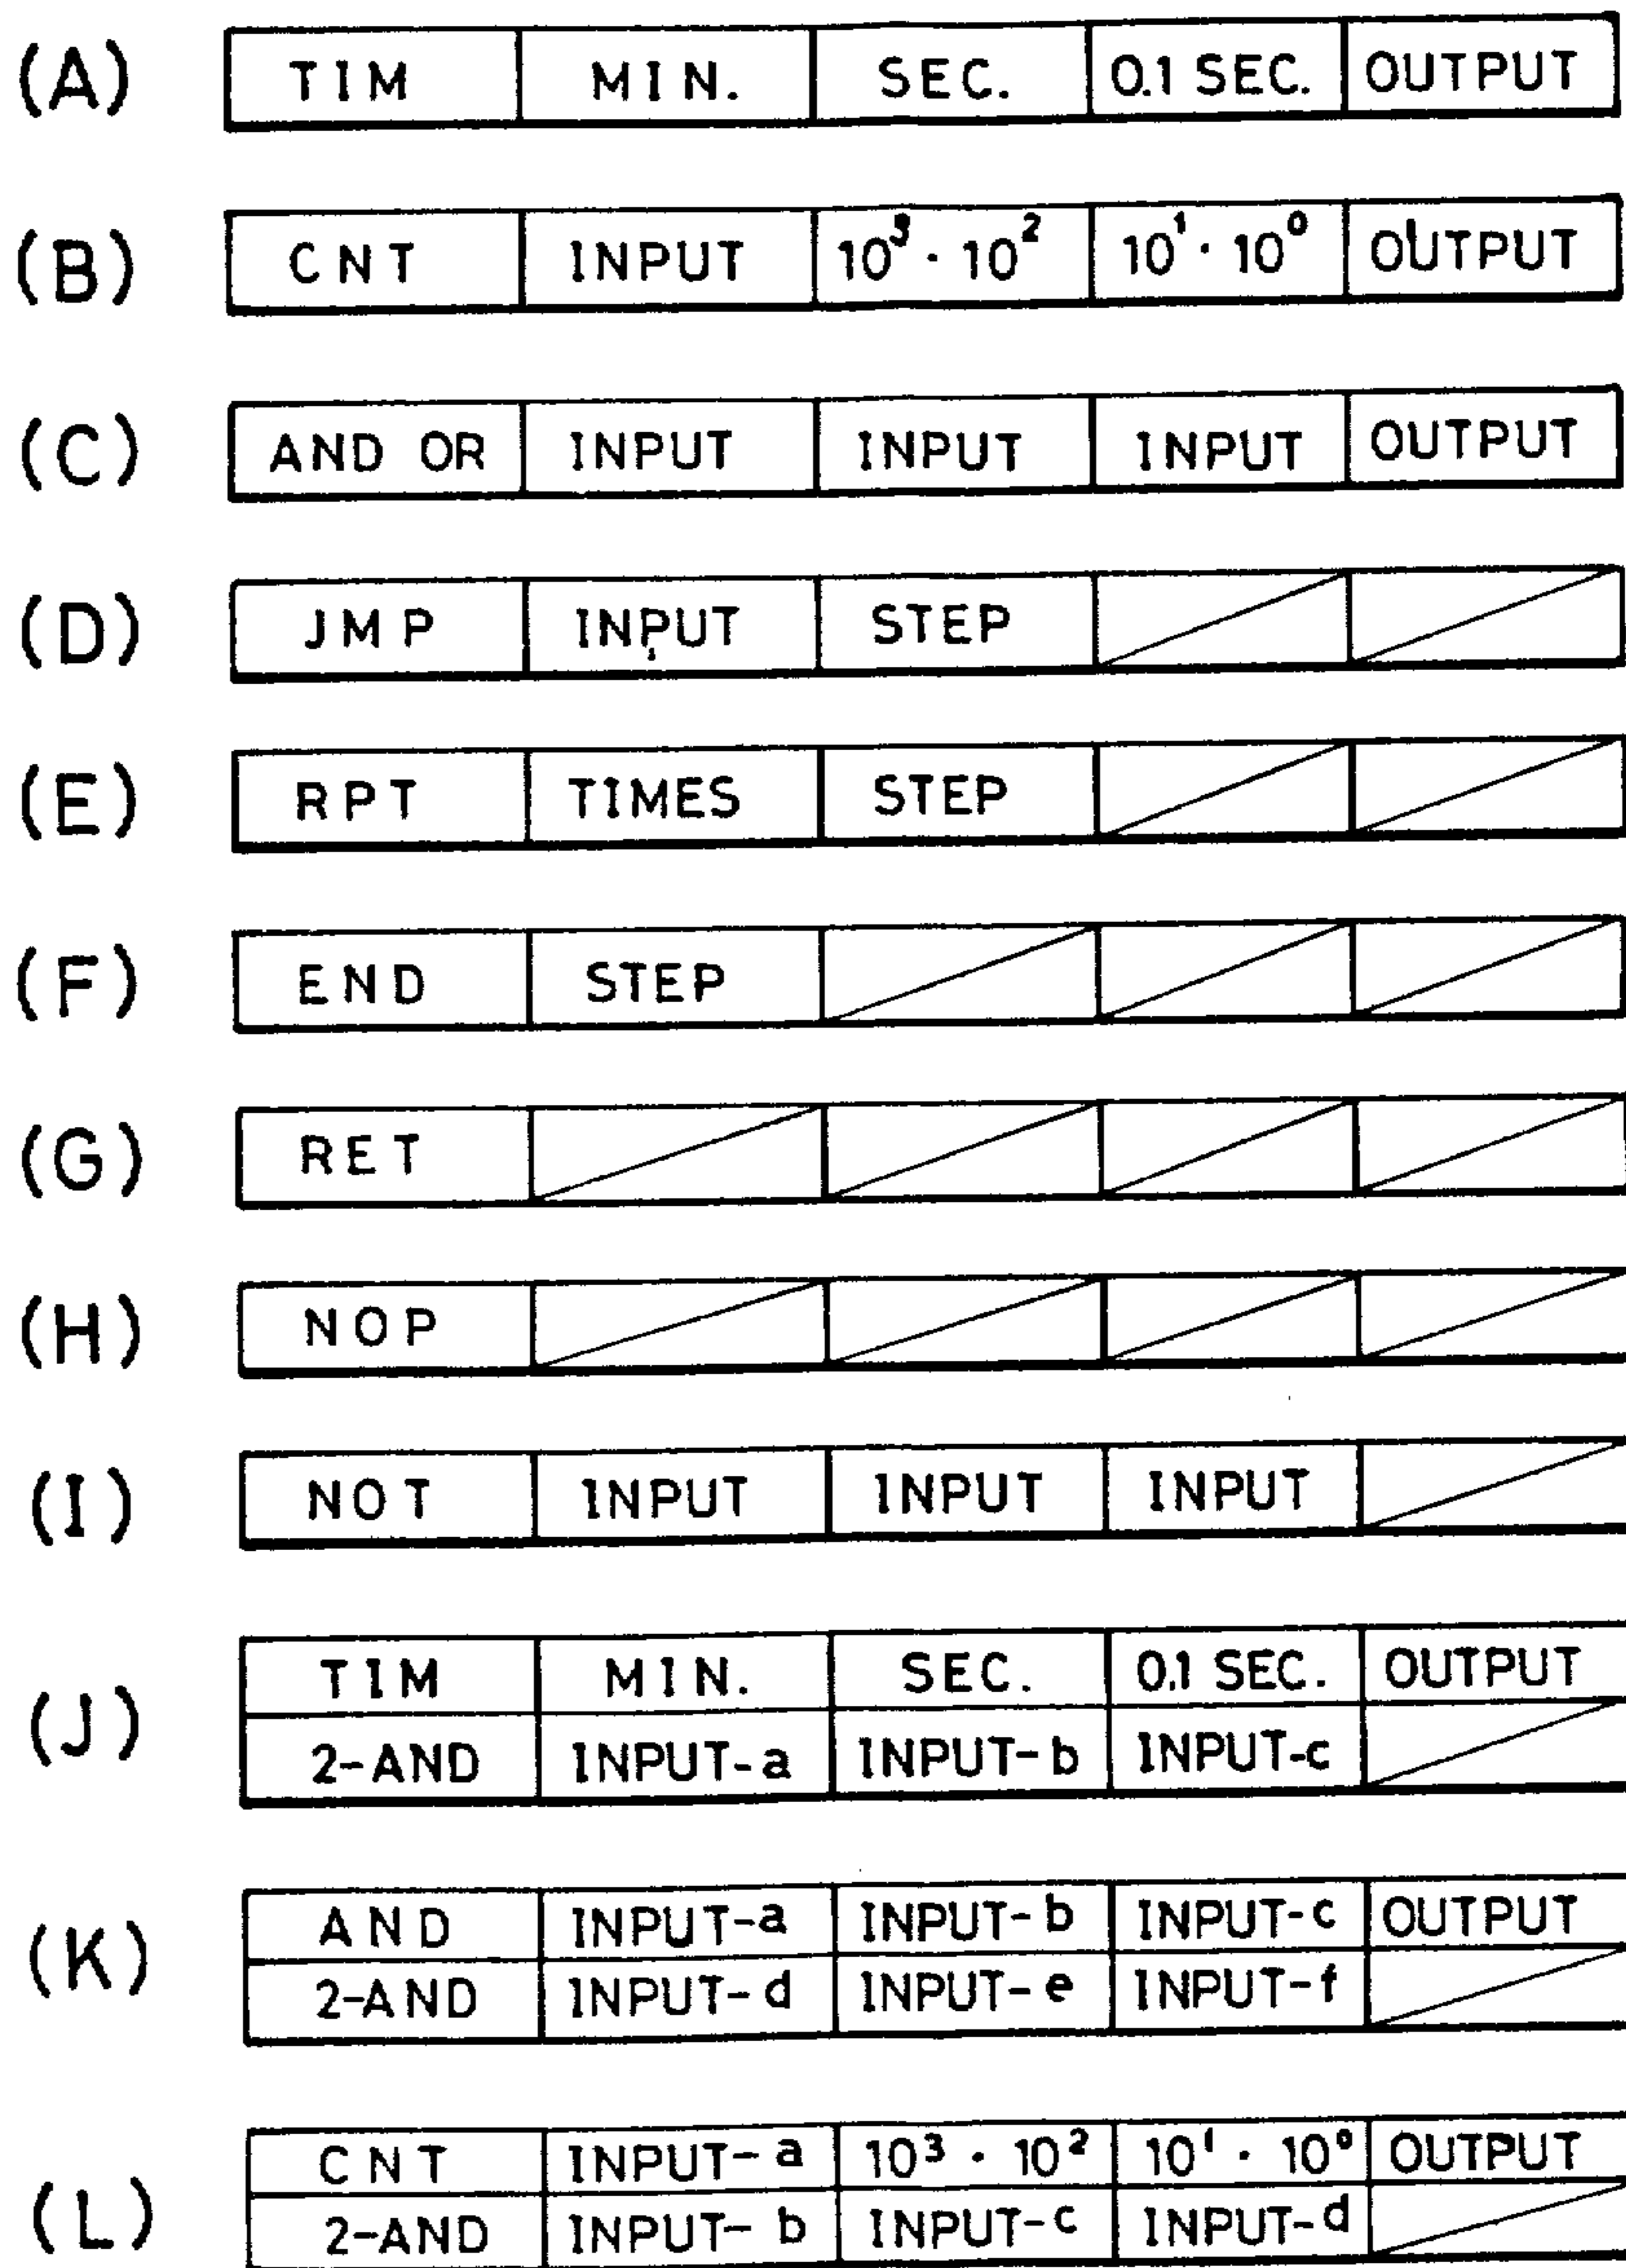 (A) TIM MIN. SEC. 0.1 SEC. OUTPUT
(B) CNT INPUT 10³ · 10² 10¹ · 10⁰ OUTPUT
(C) AND OR INPUT INPUT INPUT OUTPUT
(D) JMP INPUT STEP
(E) RPT TIMES STEP
(F) END STEP
(G) RET
(H) NOP
(I) NOT INPUT INPUT INPUT
(J) TIM MIN. SEC. 0.1 SEC. OUTPUT
2-AND INPUT-a INPUT-b INPUT-c
(K) AND INPUT-a INPUT-b INPUT-c OUTPUT
2-AND INPUT-d INPUT-e INPUT-f
(L) CNT INPUT-a 10³ · 10² 10¹ · 10⁰ OUTPUT
2-AND INPUT-b INPUT-c INPUT-d